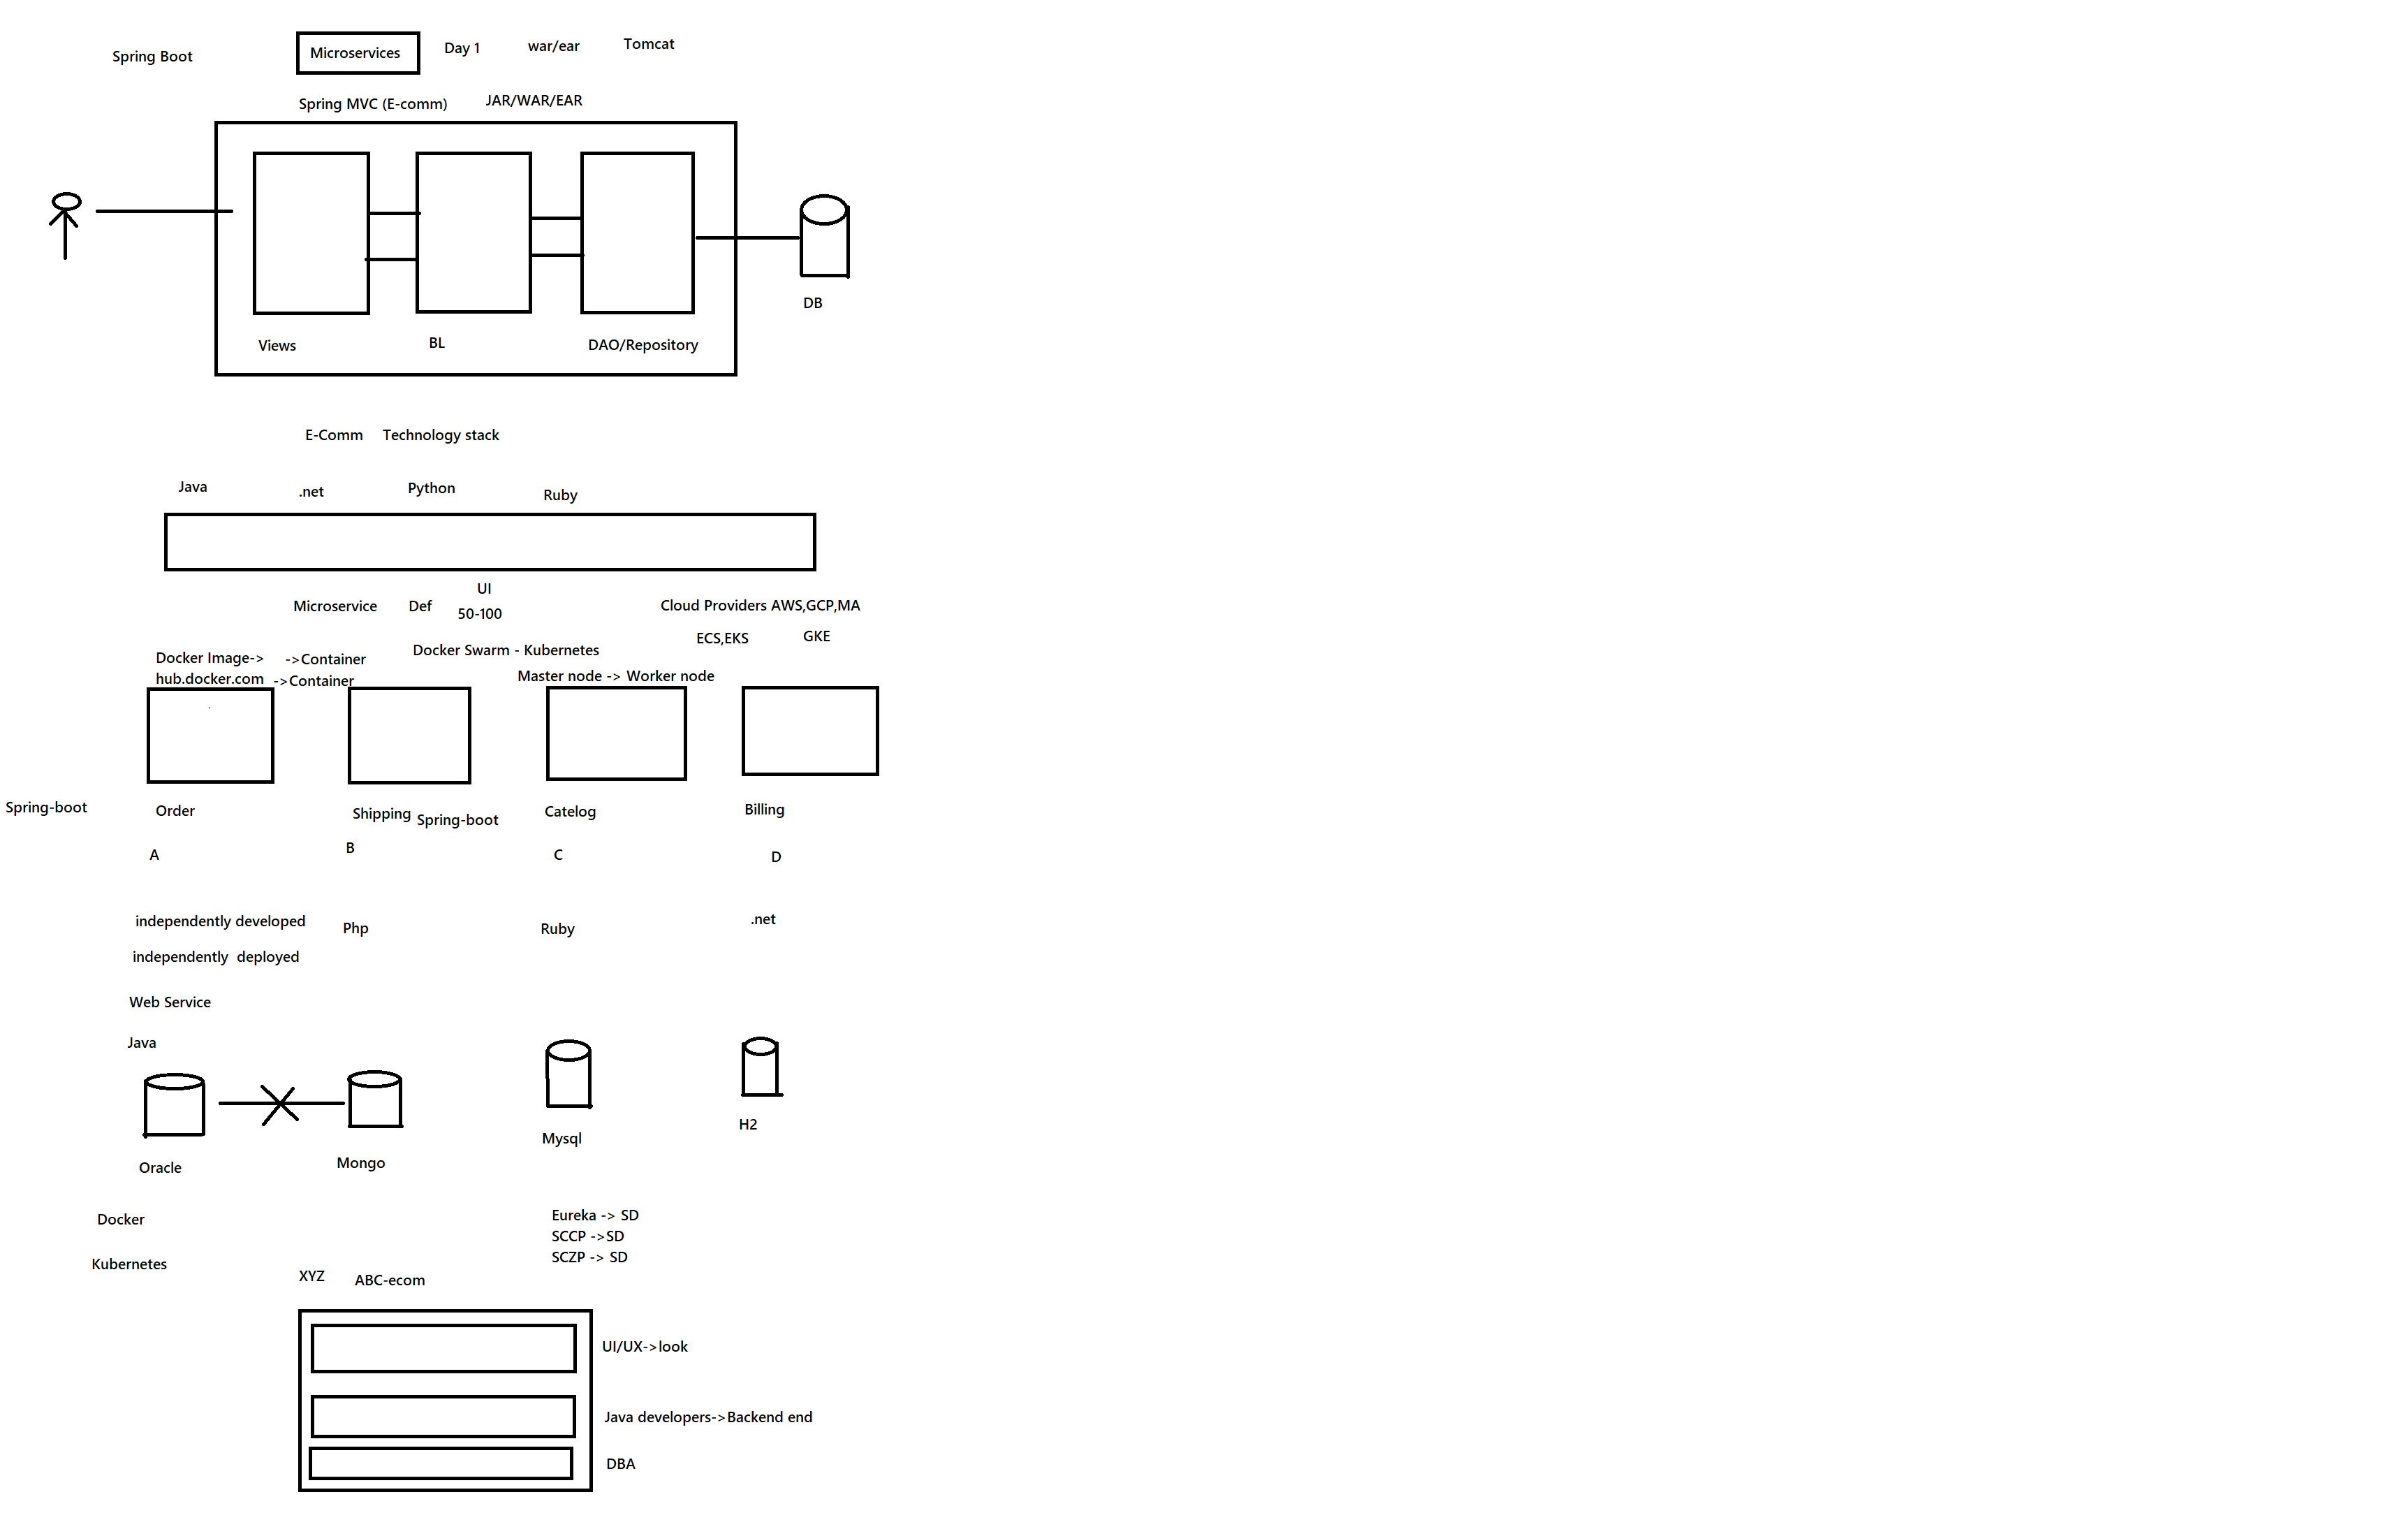 Spring Boot
Microservices
Day 1
war/ear
Tomcat
Spring MVC (E-comm)
JAR/WAR/EAR
DB
Views
BL
DAO/Repository
E-Comm
Technology stack
Java
.net
Python
Ruby
UI
Microservice
Def
50-100
Cloud Providers AWS,GCP,MA
ECS,EKS
GKE
Docker Swarm - Kubernetes
Docker Image->
->Container
hub.docker.com
->Container
Master node -> Worker node
Spring-boot
Order
Shipping
Spring-boot
Catelog
Billing
A
B
C
D
independently developed
Php
Ruby
.net
independently  deployed
Web Service
Java
Oracle
Mongo
Mysql
H2
Docker
Eureka -> SD
SCCP ->SD
SCZP -> SD
Kubernetes
XYZ
ABC-ecom
UI/UX->look
Java developers->Backend end
DBA